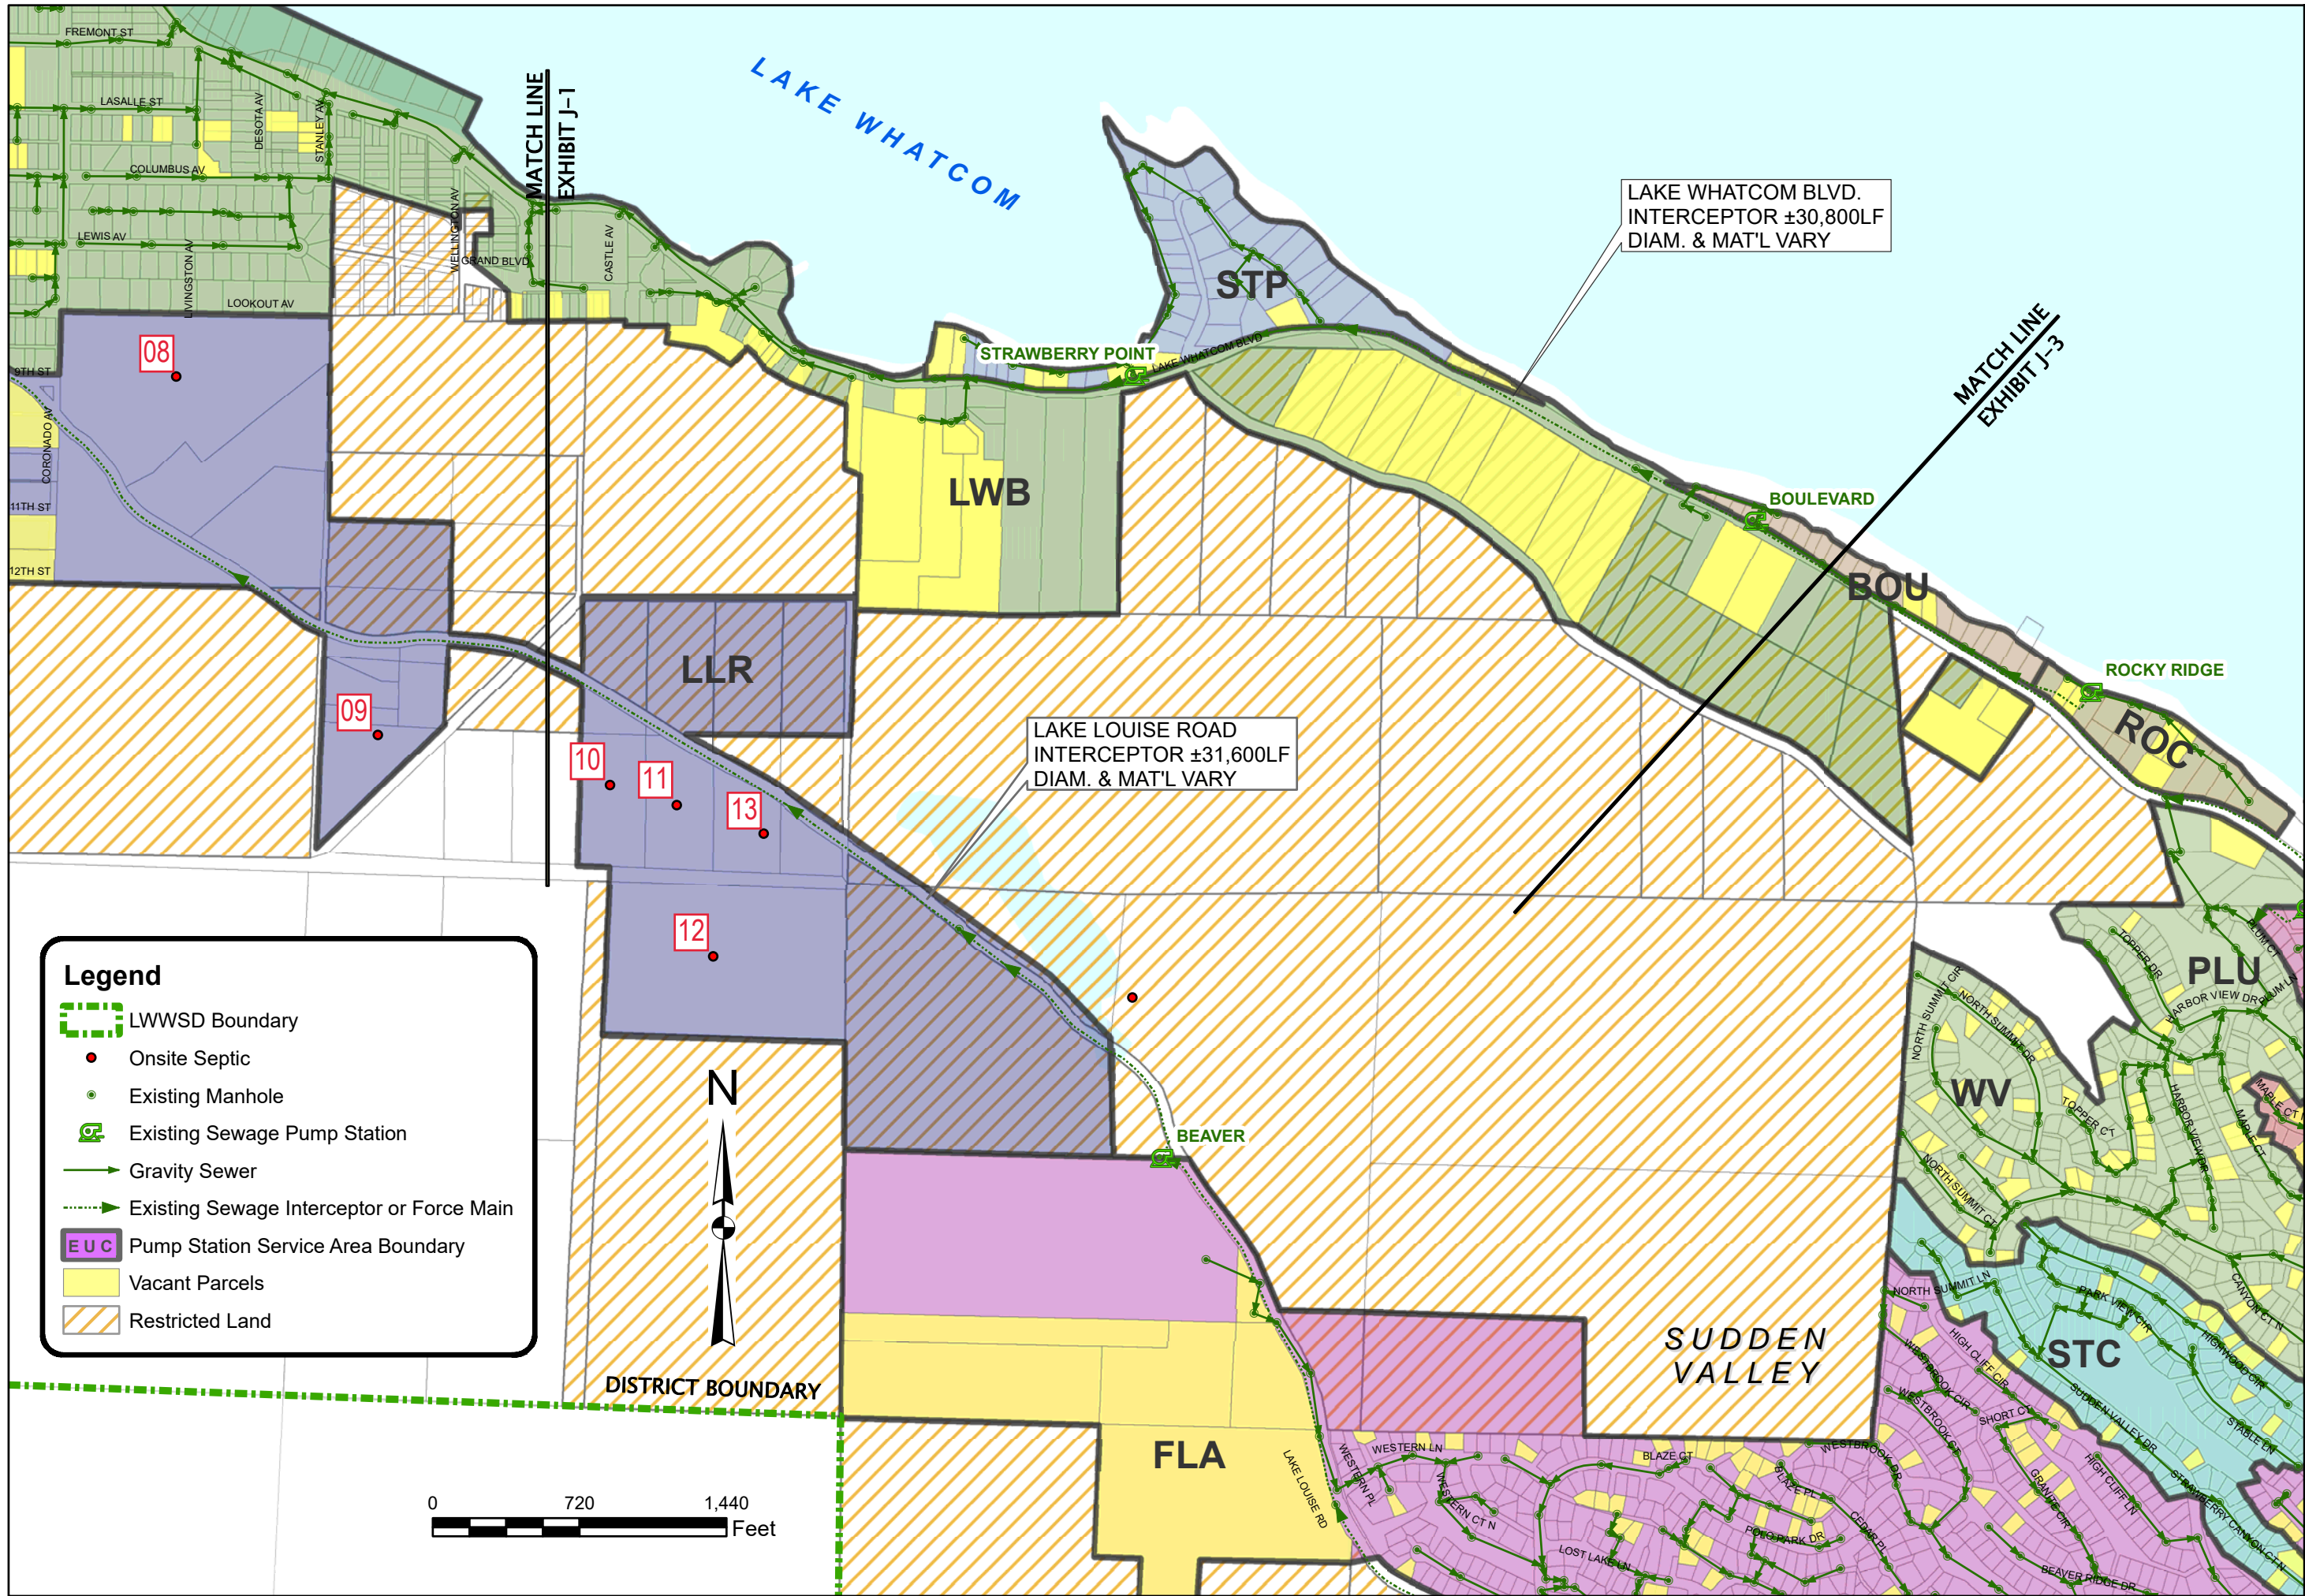 FREMONT ST
LASALLE ST
DESOTA AV
STANLEY AV
COLUMBUS AV
LEWIS AV
LIVINGSTON AV
LOOKOUT AV
WELLINGTON AV
GRAND BLVD
CASTLE AV
MATCH LINE
EXHIBIT J-1
LAKE WHATCOM
STP
LAKE WHATCOM BLVD.
INTERCEPTOR ±30,800LF
DIAM. & MAT'L VARY
MATCH LINE
EXHIBIT J-3
STRAWBERRY POINT
LAKE WHATCOM BLVD
08
9TH ST
CORONADO AV
11TH ST
12TH ST
LWB
BOULEVARD
BOU
ROCKY RIDGE
ROC
LLR
09
10
11
13
12
LAKE LOUISE ROAD
INTERCEPTOR ±31,600LF
DIAM. & MAT'L VARY
PLU
TOPPER DR
PLUM CT
HARBOR VIEW DR
PLUM LN
NORTH SUMMIT CIR
NORTH SUMMIT DR
WV
TOPPER CT
HARBOR VIEW DR
MAPLE CT
MAPLE CT
NORTH SUMMIT CT
CANYON CT N
BEAVER
N
Legend
LWWSD Boundary
Onsite Septic
Existing Manhole
Existing Sewage Pump Station
Gravity Sewer
Existing Sewage Interceptor or Force Main
EUC
Pump Station Service Area Boundary
Vacant Parcels
Restricted Land
NORTH SUMMIT LN
PARK VIEW CIR
HIGHWOOD CIR
STC
SUDDEN VALLEY DR
STABLE LN
STRAWBERRY CANYON CT N
SUDDEN
VALLEY
HIGH CLIFF CIR
WESTBROOK CIR
WESTBROOK CT
SHORT CT
WESTBROOK DR
GRANITE CIR
HIGH CLIFF LN
DISTRICT BOUNDARY
FLA
LAKE LOUISE RD
WESTERN PL
WESTERN LN
WESTERN CT N
BLAZE CT
BLAZE PL
POLO PARK DR
CEDAR PL
LOST LAKE LN
BEAVER RIDGE DR
0
720
1,440
Feet